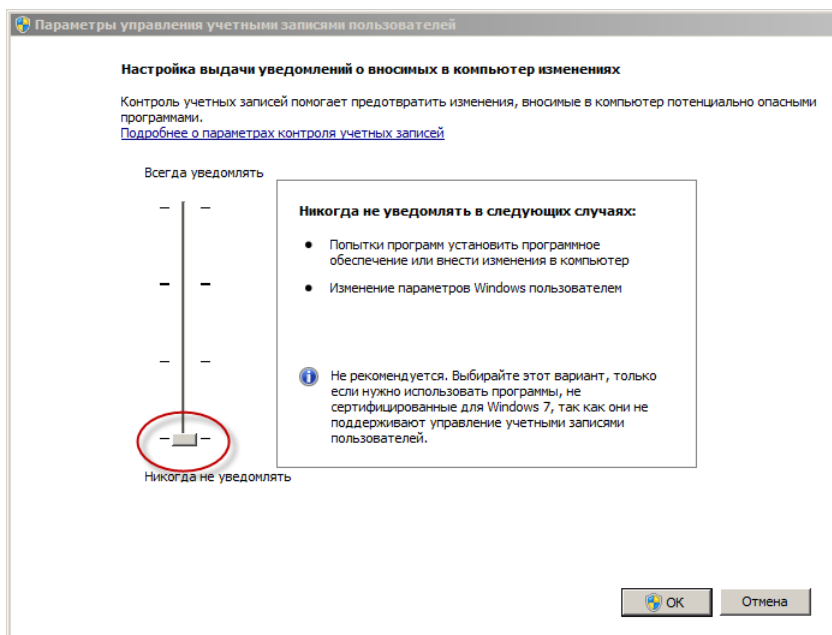 Параметры управления учетными записями пользователей
Настройка выдачи уведомлений о вносимых в компьютер изменениях
Контроль учетных записей помогает предотвратить изменения, вносимые в компьютер потенциально опасными
программами.
Подробнее о параметрах контроля учетных записей
Всегда уведомлять
Никогда не уведомлять в следующих случаях:
Попытки программ установить программное
обеспечение или внести изменения в компьютер
Изменение параметров Windows пользователем
Не рекомендуется. Выбирайте этот вариант, только
если нужно использовать программы, не
сертифицированные для Windows 7, так как они не
поддерживают управление учетными записями
пользователей.
Никогда не уведомлять
OK
Отмена